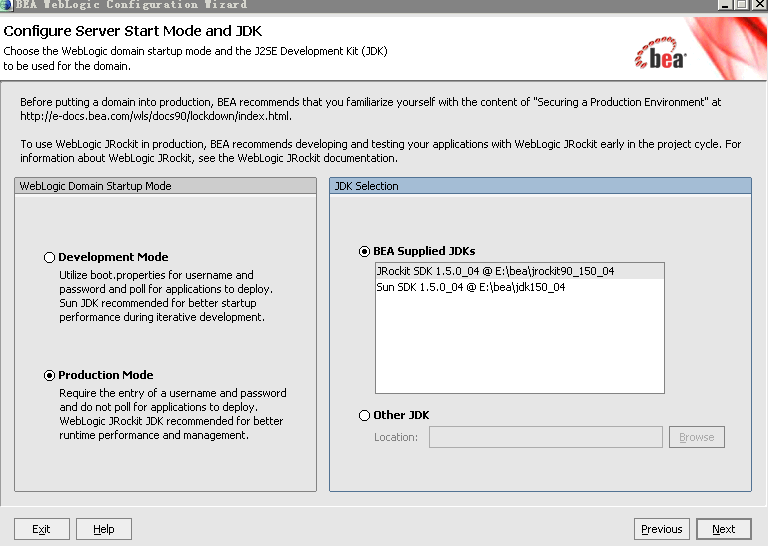 BEA WebLogic Configuration Wizard
Configure Server Start Mode and JDK
Choose the WebLogic domain startup mode and the J2SE Development Kit (JDK)
to be used for the domain.
bea
Before putting a domain into production, BEA recommends that you familiarize yourself with the content of "Securing a Production Environment" at
http://e-docs.bea.com/wls/docs90/lockdown/index.html.
To use WebLogic JRockit in production, BEA recommends developing and testing your applications with WebLogic JRockit early in the project cycle. For
information about WebLogic JRockit, see the WebLogic JRockit documentation.
WebLogic Domain Startup Mode
Development Mode
Utilize boot.properties for username and
password and poll for applications to deploy.
Sun JDK recommended for better startup
performance during iterative development.
Production Mode
Require the entry of a username and password
and do not poll for applications to deploy.
WebLogic JRockit JDK recommended for better
runtime performance and management.
JDK Selection
BEA Supplied JDKs
JRockit SDK 1.5.0_04 @ E:\bea\jrockit90_150_04
Sun SDK 1.5.0_04 @ E:\bea\jdk150_04
Other JDK
Location:
Browse
Exit
Help
Previous
Next